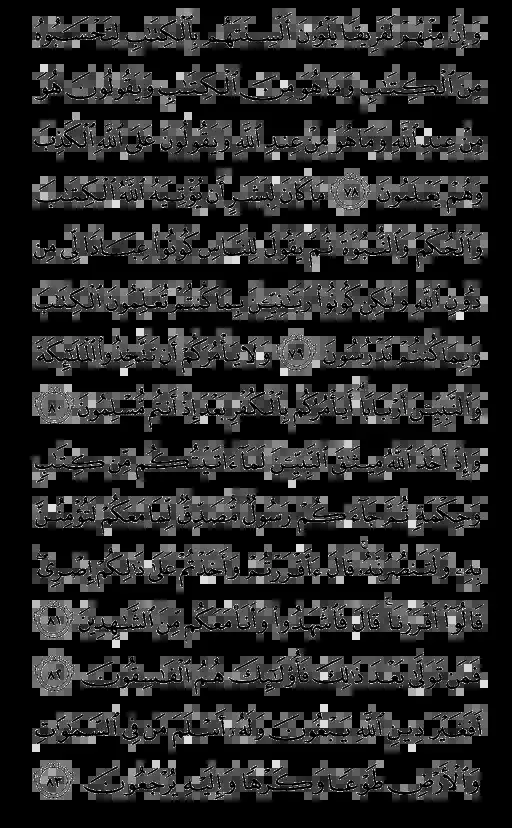 وَإِنَّ مِنْهُمْ لَفَرِيقًا يَلْوُۥنَ أَلْسِنَتَهُم بِٱلْكِتَٰبِ لِتَحْسَبُوهُ
مِنَ ٱلْكِتَٰبِ وَمَا هُوَ مِنَ ٱلْكِتَٰبِ وَيَقُولُونَ هُوَ
مِنْ عِندِ ٱللَّهِ وَمَا هُوَ مِنْ عِندِ ٱللَّهِ وَيَقُولُونَ عَلَى ٱللَّهِ ٱلْكَذِبَ
وَهُمْ يَعْلَمُونَ ٧٨ مَا كَانَ لِبَشَرٍ أَن يُؤْتِيَهُ ٱللَّهُ ٱلْكِتَٰبَ
وَٱلْحُكْمَ وَٱلنُّبُوَّةَ ثُمَّ يَقُولَ لِلنَّاسِ كُونُوا۟ عِبَادًا لِّى مِن
دُونِ ٱللَّهِ وَلَٰكِن كُونُوا۟ رَبَّٰنِيِّۦنَ بِمَا كُنتُمْ تُعَلِّمُونَ ٱلْكِتَٰبَ
وَبِمَا كُنتُمْ تَدْرُسُونَ ٧٩ وَلَا يَأْمُرَكُمْ أَن تَتَّخِذُوا۟ ٱلْمَلَٰٓئِكَةَ
وَٱلنَّبِيِّۦنَ أَرْبَابًا أَيَأْمُرُكُم بِٱلْكُفْرِ بَعْدَ إِذْ أَنتُم مُّسْلِمُونَ ٨٠
وَإِذْ أَخَذَ ٱللَّهُ مِيثَٰقَ ٱلنَّبِيِّۦنَ لَمَآ ءَاتَيْتُكُم مِّن كِتَٰبٍ
وَحِكْمَةٍ ثُمَّ جَآءَكُمْ رَسُولٌ مُّصَدِّقٌ لِّمَا مَعَكُمْ لَتُؤْمِنُنَّ
بِهِۦ وَلَتَنصُرُنَّهُۥ قَالَ ءَأَقْرَرْتُمْ وَأَخَذْتُمْ عَلَىٰ ذَٰلِكُمْ إِصْرِى
قَالُوٓا۟ أَقْرَرْنَا قَالَ فَٱشْهَدُوا۟ وَأَنَا۠ مَعَكُم مِّنَ ٱلشَّٰهِدِينَ ٨١
فَمَن تَوَلَّىٰ بَعْدَ ذَٰلِكَ فَأُو۟لَٰٓئِكَ هُمُ ٱلْفَٰسِقُونَ ٨٢
أَفَغَيْرَ دِينِ ٱللَّهِ يَبْغُونَ وَلَهُۥٓ أَسْلَمَ مَن فِى ٱلسَّمَٰوَٰتِ
وَٱلْأَرْضِ طَوْعًا وَكَرْهًا وَإِلَيْهِ يُرْجَعُونَ ٨٣